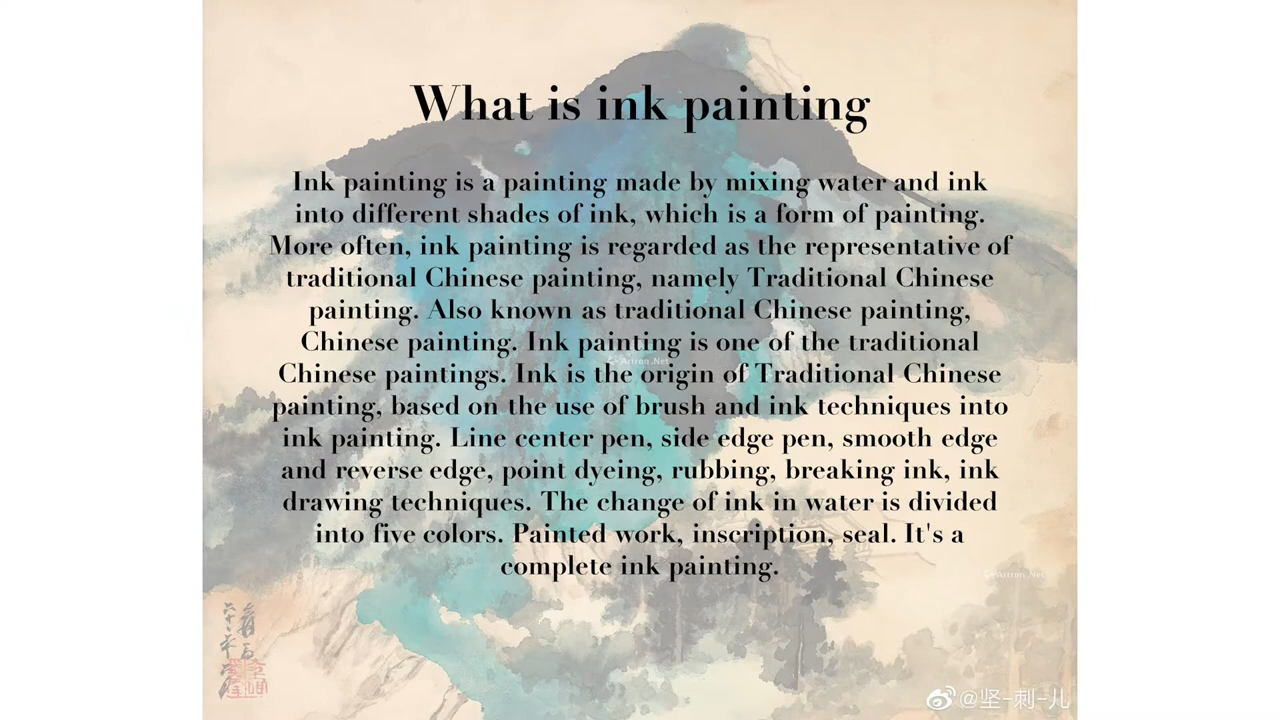 What is ink painting
Ink painting is a painting made by mixing water and ink
into different shades of ink, which is a form of painting.
More often, ink painting is regarded as the representative of
traditional Chinese painting, namely Traditional Chinese
painting. Also known as traditional Chinese painting,
Chinese painting. Ink painting is one of the traditional
Chinese paintings. Ink is the origin of Traditional Chinese
painting, based on the use of brush and ink techniques into
ink painting. Line center pen, side edge pen, smooth edge
and reverse edge, point dyeing, rubbing, breaking ink, ink
drawing techniques. The change of ink in water is divided
into five colors. Painted work, inscription, seal. It's a
complete ink painting.
Artron.Net
Artron.Net
@坚-刺-儿